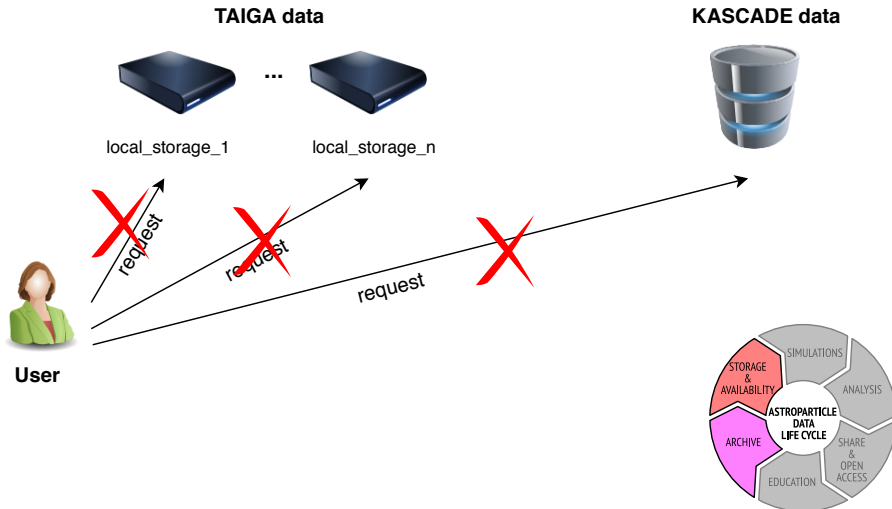 TAIGA data
KASCADE data
...
local_storage_1
local_storage_n
request
request
request
User
SIMULATIONS
STORAGE
&
AVAILABILITY
ANALYSIS
ASTROPARTICLE
DATA
LIFE CYCLE
ARCHIVE
SHARE
&
OPEN
ACCESS
EDUCATION